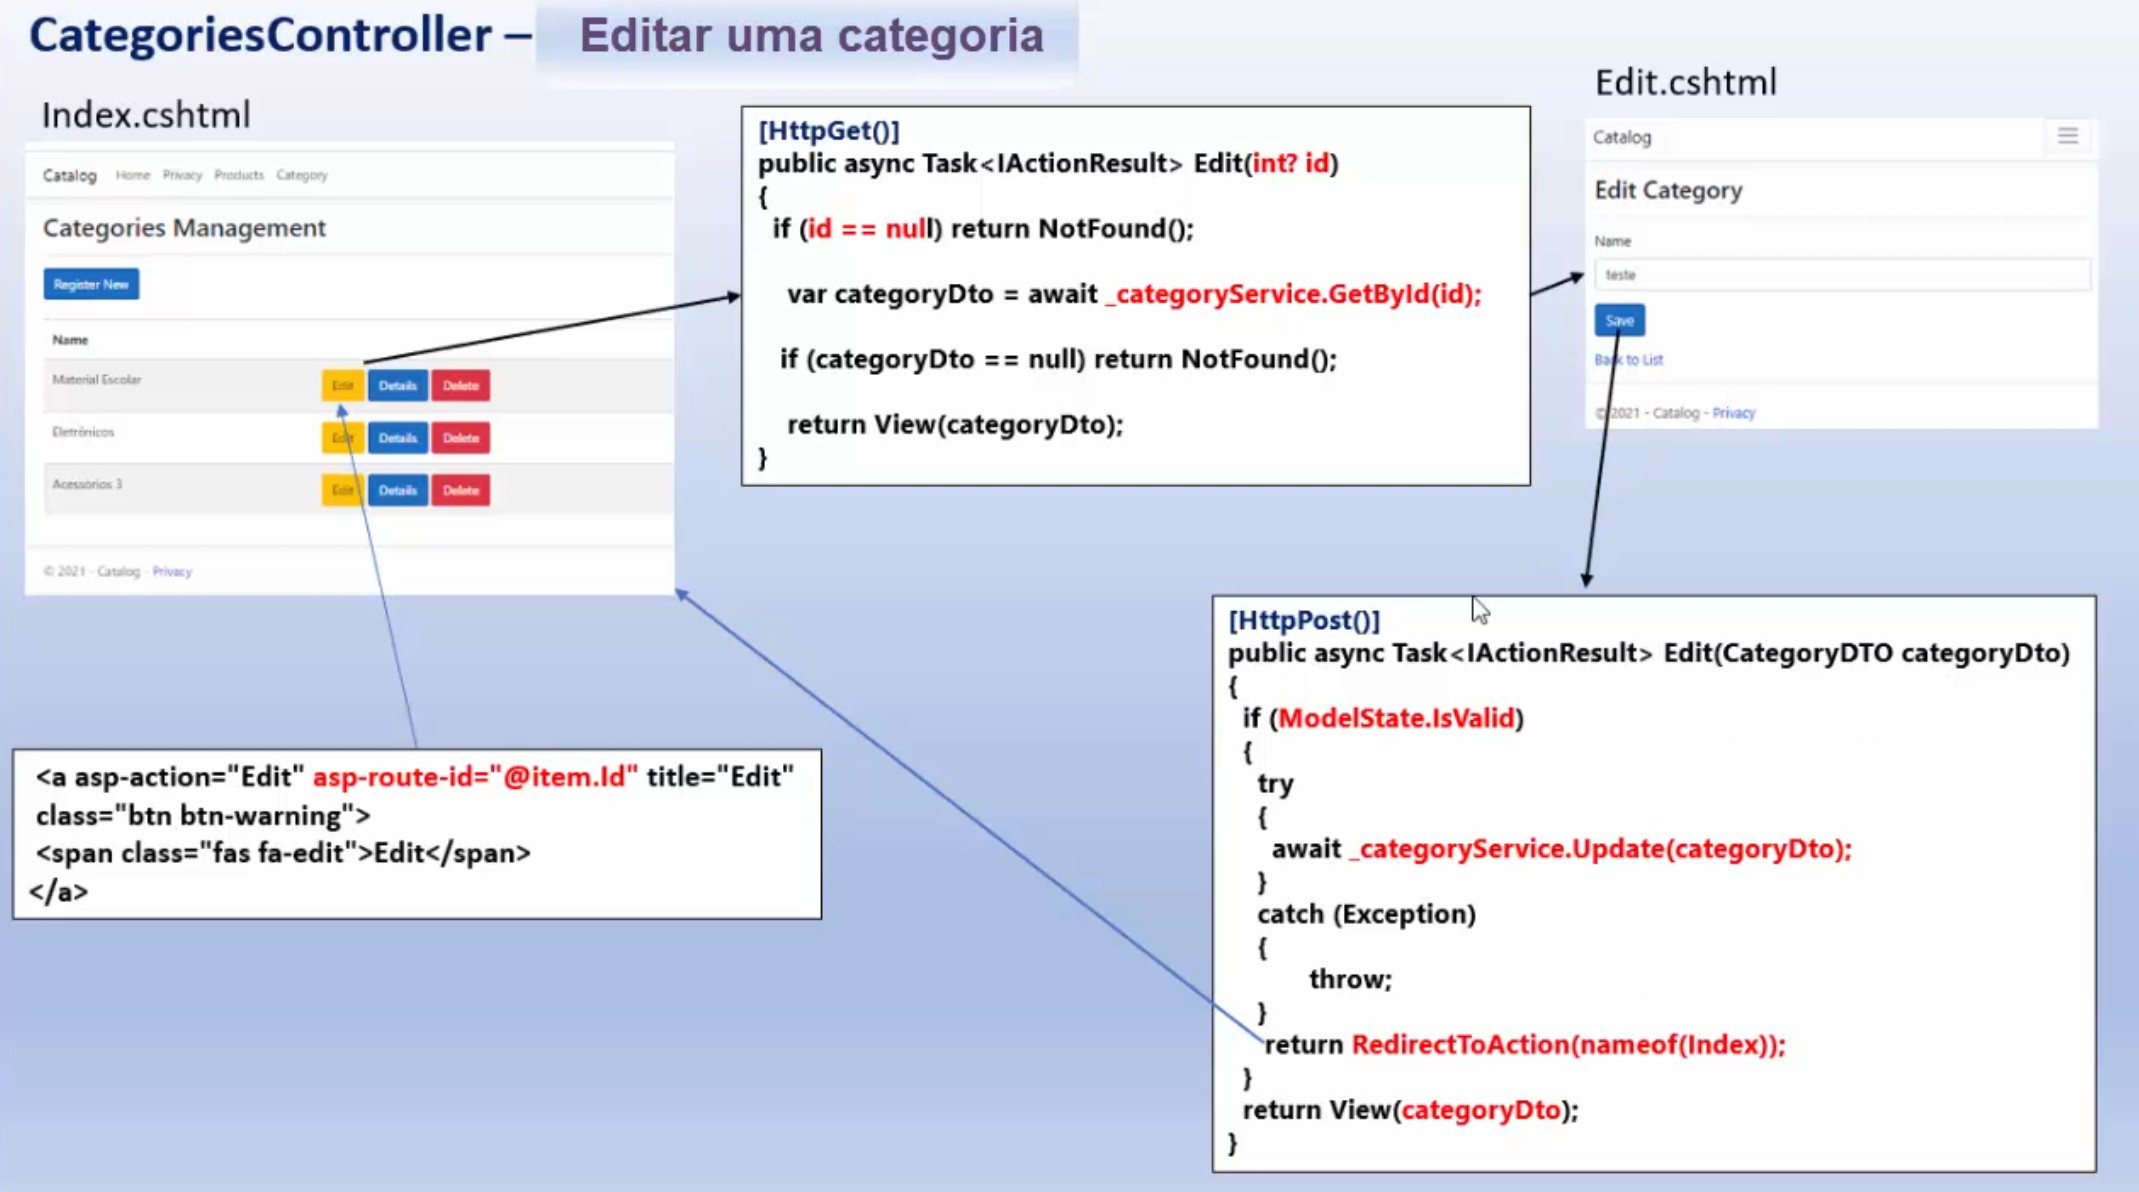 CategoriesController – Editar uma categoria
Index.cshtml
Catalog Home Privacy Products Category
Categories Management
Register New
Name
Material Escolar Edit Details Delete
Eletrônicos Edit Details Delete
Acessórios 3 Edit Details Delete
© 2021 - Catalog - Privacy
[HttpGet()]
public async Task<IActionResult> Edit(int? id)
{
if (id == null) return NotFound();
var categoryDto = await _categoryService.GetById(id);
if (categoryDto == null) return NotFound();
return View(categoryDto);
}
Edit.cshtml
Catalog
Edit Category
Name
teste
Save
Back to List
© 2021 - Catalog - Privacy
<a asp-action="Edit" asp-route-id="@item.Id" title="Edit"
class="btn btn-warning">
<span class="fas fa-edit">Edit</span>
</a>
[HttpPost()]
public async Task<IActionResult> Edit(CategoryDTO categoryDto)
{
if (ModelState.IsValid)
{
try
{
await _categoryService.Update(categoryDto);
}
catch (Exception)
{
throw;
}
return RedirectToAction(nameof(Index));
}
return View(categoryDto);
}